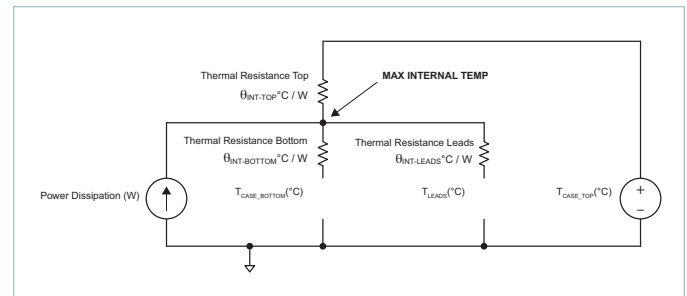 Thermal Resistance Top
θINT-TOP°C / W
MAX INTERNAL TEMP
Thermal Resistance Bottom
θINT-BOTTOM°C / W
Thermal Resistance Leads
θINT-LEADS°C / W
Power Dissipation (W)
TCASE_BOTTOM(°C)
TLEADS(°C)
TCASE_TOP(°C)
+
–